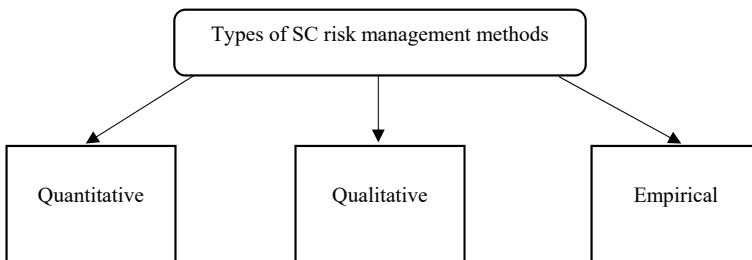 Types of SC risk management methods
Quantitative
Qualitative
Empirical